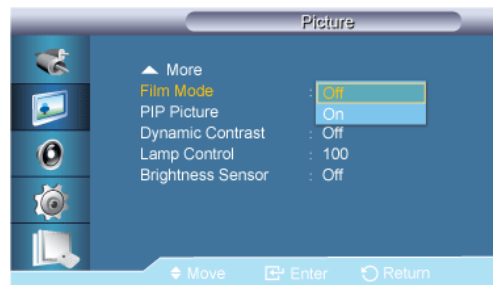 Picture
▲ More
Film Mode : Off
PIP Picture On
Dynamic Contrast : Off
Lamp Control : 100
Brightness Sensor : Off
Move Enter Return